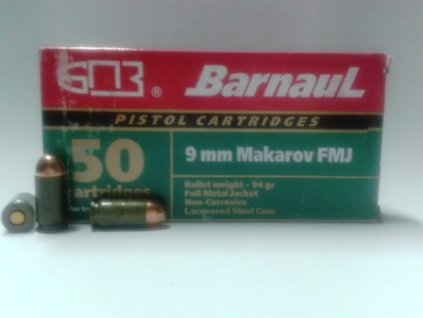 БПЗ ® BarnauL
PISTOL CARTRIDGES
50
cartridges
9 mm Makarov FMJ
Bullet weight - 94 gr
Full Metal Jacket
Non-Corrosive
Lacquered Steel Case